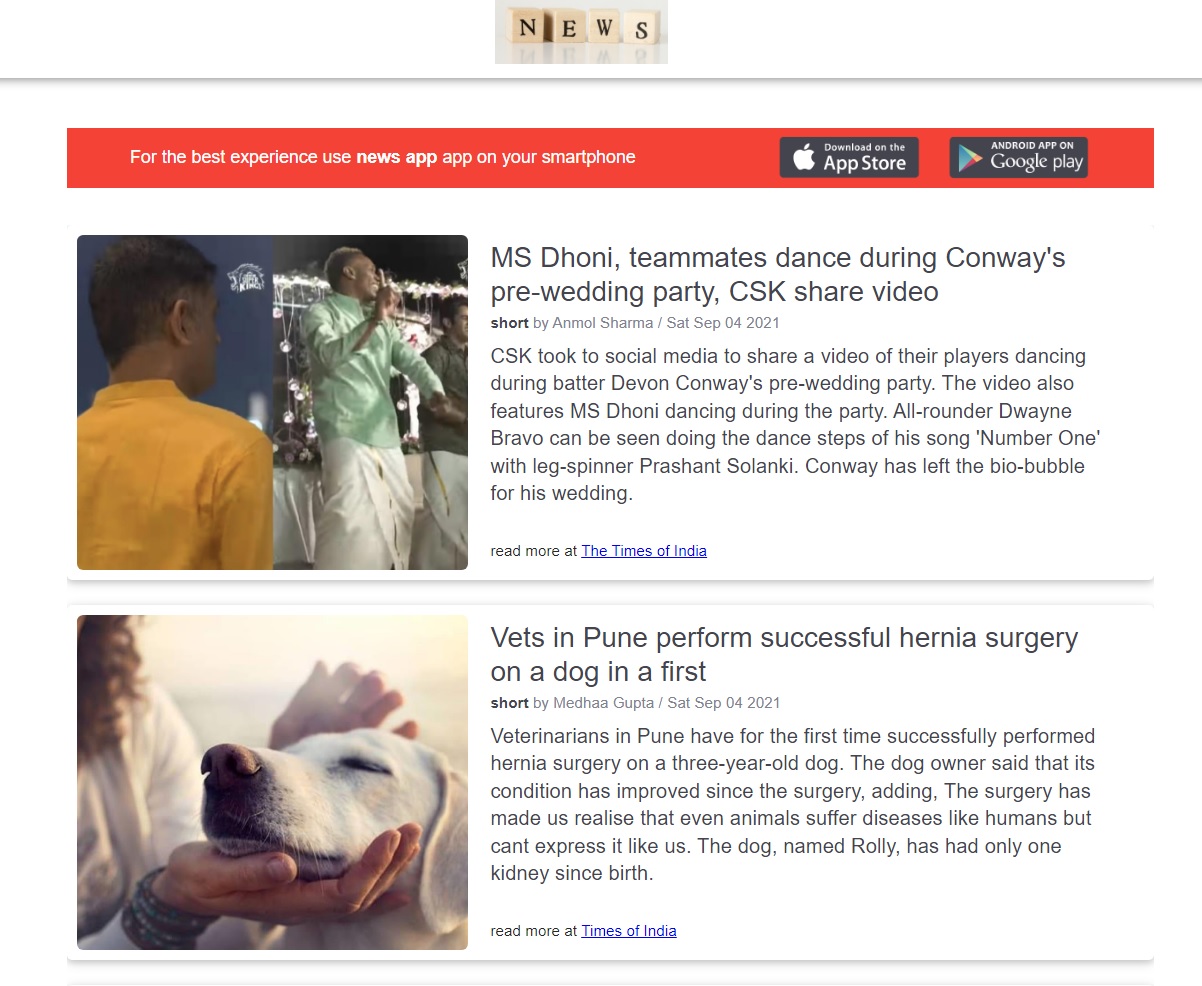 NEWS
For the best experience use news app app on your smartphone
Download on the
App Store
ANDROID APP ON
Google play
MS Dhoni, teammates dance during Conway's
pre-wedding party, CSK share video
short by Anmol Sharma / Sat Sep 04 2021
CSK took to social media to share a video of their players dancing
during batter Devon Conway's pre-wedding party. The video also
features MS Dhoni dancing during the party. All-rounder Dwayne
Bravo can be seen doing the dance steps of his song 'Number One'
with leg-spinner Prashant Solanki. Conway has left the bio-bubble
for his wedding.
read more at The Times of India
Vets in Pune perform successful hernia surgery
on a dog in a first
short by Medhaa Gupta / Sat Sep 04 2021
Veterinarians in Pune have for the first time successfully performed
hernia surgery on a three-year-old dog. The dog owner said that its
condition has improved since the surgery, adding, The surgery has
made us realise that even animals suffer diseases like humans but
cant express it like us. The dog, named Rolly, has had only one
kidney since birth.
read more at Times of India